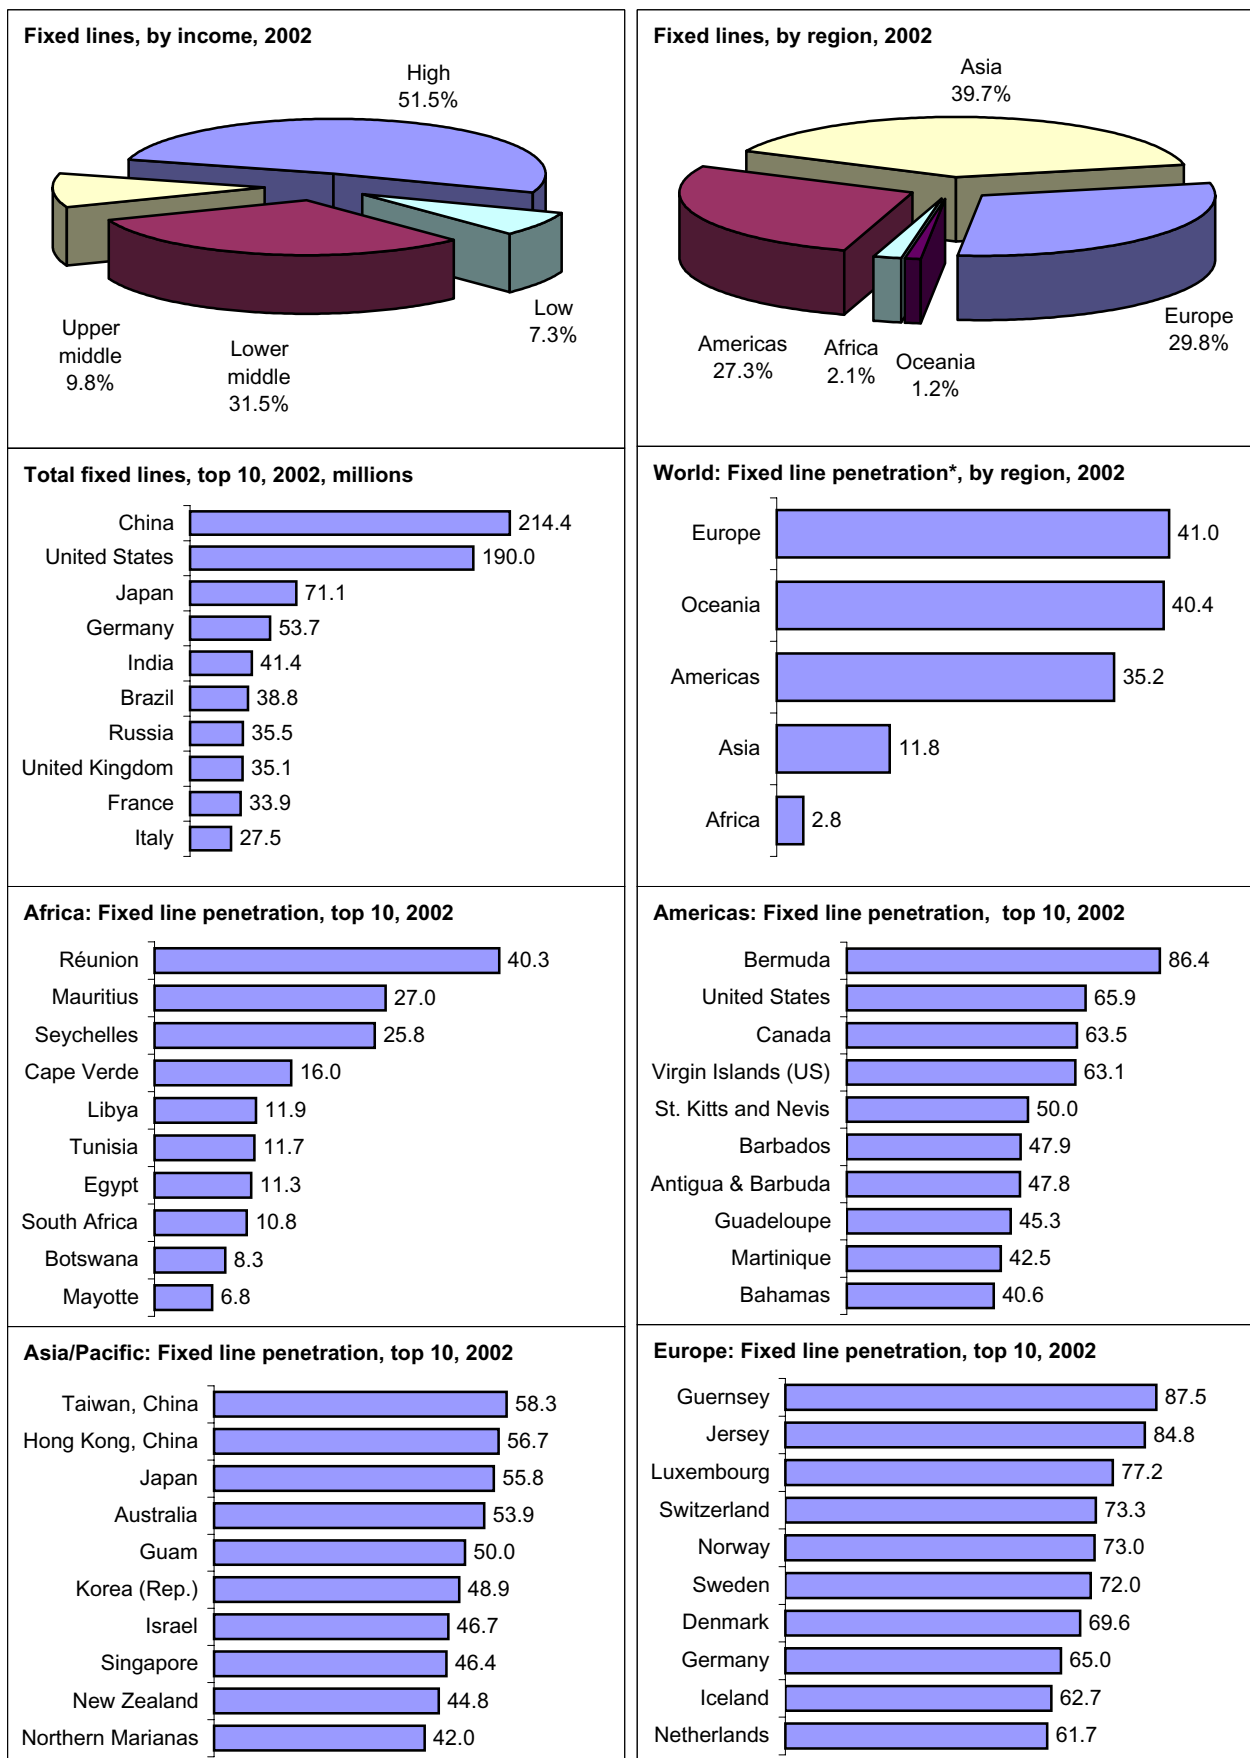 Fixed lines, by income, 2002
High
51.5%
Low
7.3%
Upper
middle
9.8%
Lower
middle
31.5%
Fixed lines, by region, 2002
Asia
39.7%
Europe
29.8%
Americas
27.3%
Africa
2.1%
Oceania
1.2%
Total fixed lines, top 10, 2002, millions
China 214.4
United States 190.0
Japan 71.1
Germany 53.7
India 41.4
Brazil 38.8
Russia 35.5
United Kingdom 35.1
France 33.9
Italy 27.5
World: Fixed line penetration*, by region, 2002
Europe 41.0
Oceania 40.4
Americas 35.2
Asia 11.8
Africa 2.8
Africa: Fixed line penetration, top 10, 2002
Réunion 40.3
Mauritius 27.0
Seychelles 25.8
Cape Verde 16.0
Libya 11.9
Tunisia 11.7
Egypt 11.3
South Africa 10.8
Botswana 8.3
Mayotte 6.8
Americas: Fixed line penetration, top 10, 2002
Bermuda 86.4
United States 65.9
Canada 63.5
Virgin Islands (US) 63.1
St. Kitts and Nevis 50.0
Barbados 47.9
Antigua & Barbuda 47.8
Guadeloupe 45.3
Martinique 42.5
Bahamas 40.6
Asia/Pacific: Fixed line penetration, top 10, 2002
Taiwan, China 58.3
Hong Kong, China 56.7
Japan 55.8
Australia 53.9
Guam 50.0
Korea (Rep.) 48.9
Israel 46.7
Singapore 46.4
New Zealand 44.8
Northern Marianas 42.0
Europe: Fixed line penetration, top 10, 2002
Guernsey 87.5
Jersey 84.8
Luxembourg 77.2
Switzerland 73.3
Norway 73.0
Sweden 72.0
Denmark 69.6
Germany 65.0
Iceland 62.7
Netherlands 61.7